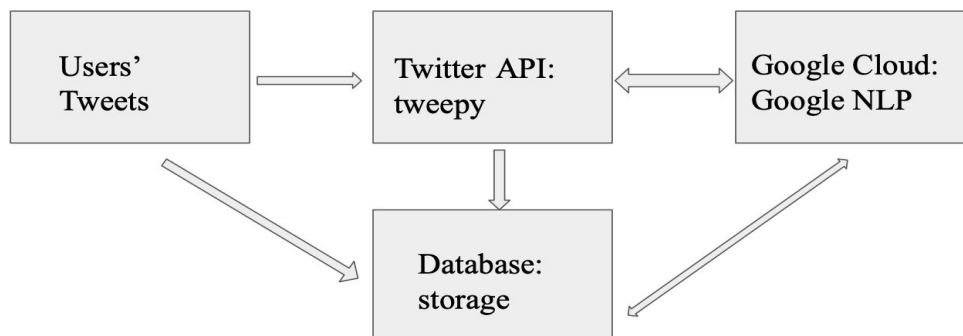 Users’
Tweets
Twitter API:
tweepy
Google Cloud:
Google NLP
Database:
storage